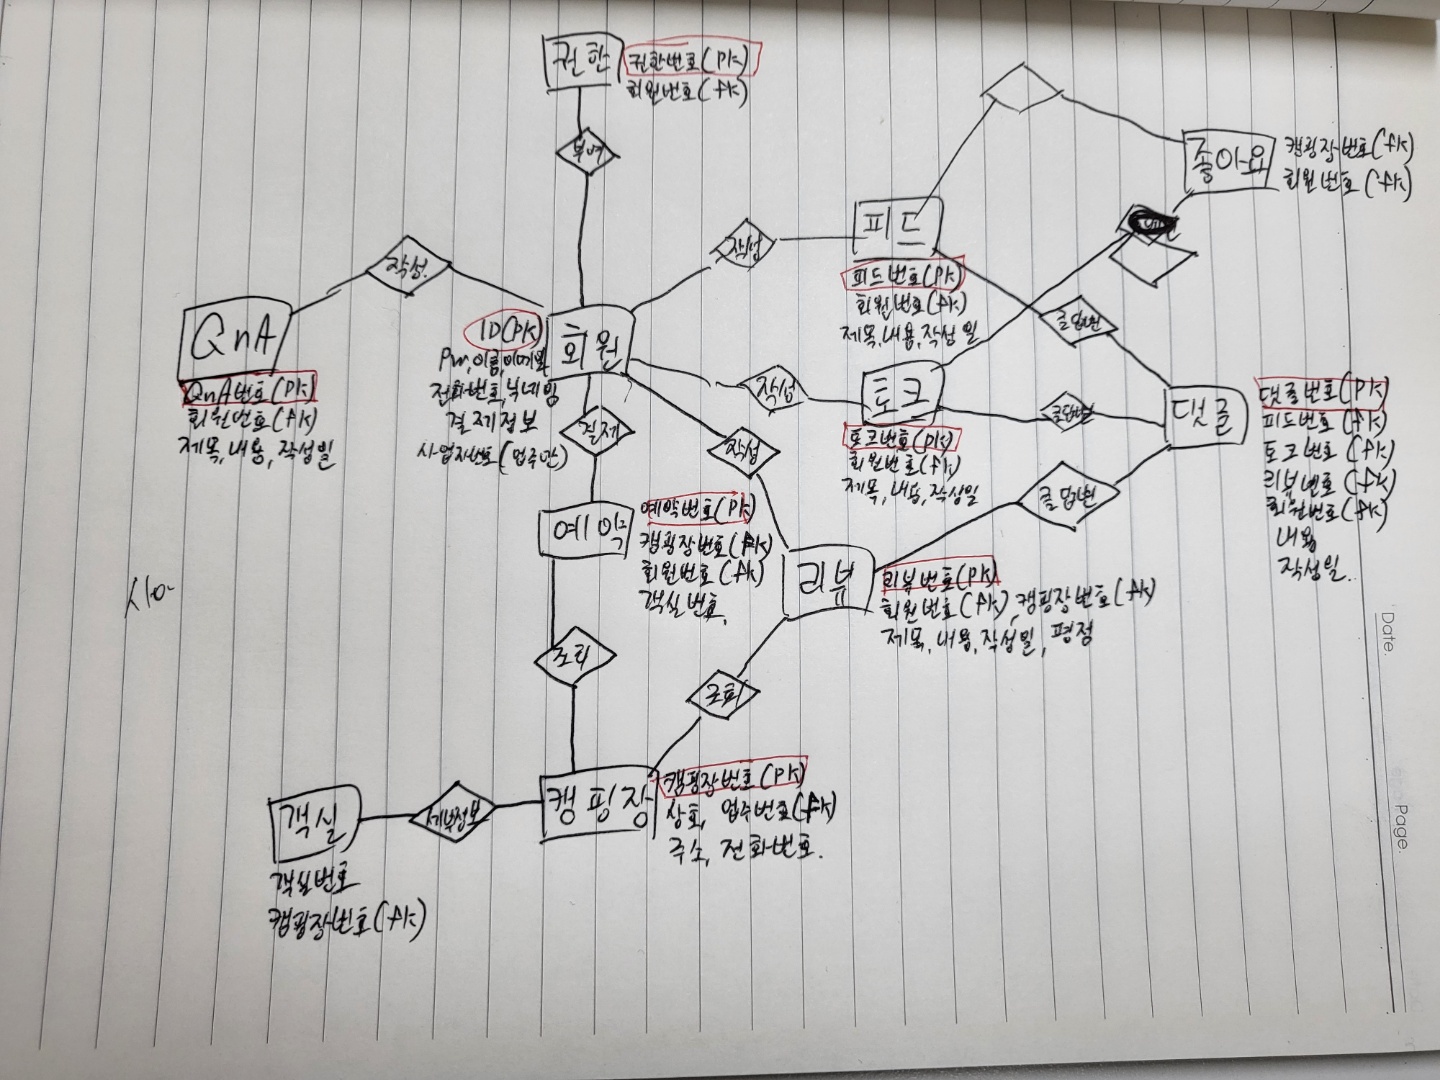 권한
권한번호(pk)
회원번호(fk)
부여
좋아요
캠핑장번호(fk)
회원번호(fk)
작성
QnA
QnA번호(pk)
회원번호(fk)
제목, 내용, 작성일
회원
ID(PK)
PW, 이름, 이메일
전화번호, 닉네임
결제정보
사업자번호(업주만)
작성
피드
피드번호(pk)
회원번호(fk)
제목, 내용, 작성일
글답변
작성
토크
토크번호(pk)
회원번호(fk)
제목, 내용, 작성일
글답변
댓글
댓글번호(pk)
피드번호(fk)
토크번호(fk)
리뷰번호(fk)
회원번호(fk)
내용
작성일.
결제
작성
글답변
예약
예약번호(pk)
캠핑장번호(fk)
회원번호(fk)
객실번호.
리뷰
리뷰번호(pk)
회원번호(fk), 캠핑장번호(fk)
제목, 내용, 작성일, 평점
조회
조회
캠핑장
캠핑장번호(pk)
상호, 업주번호(fk)
주소, 전화번호.
세부정보
객실
객실번호
캠핑장번호(fk)
Date.
Page.